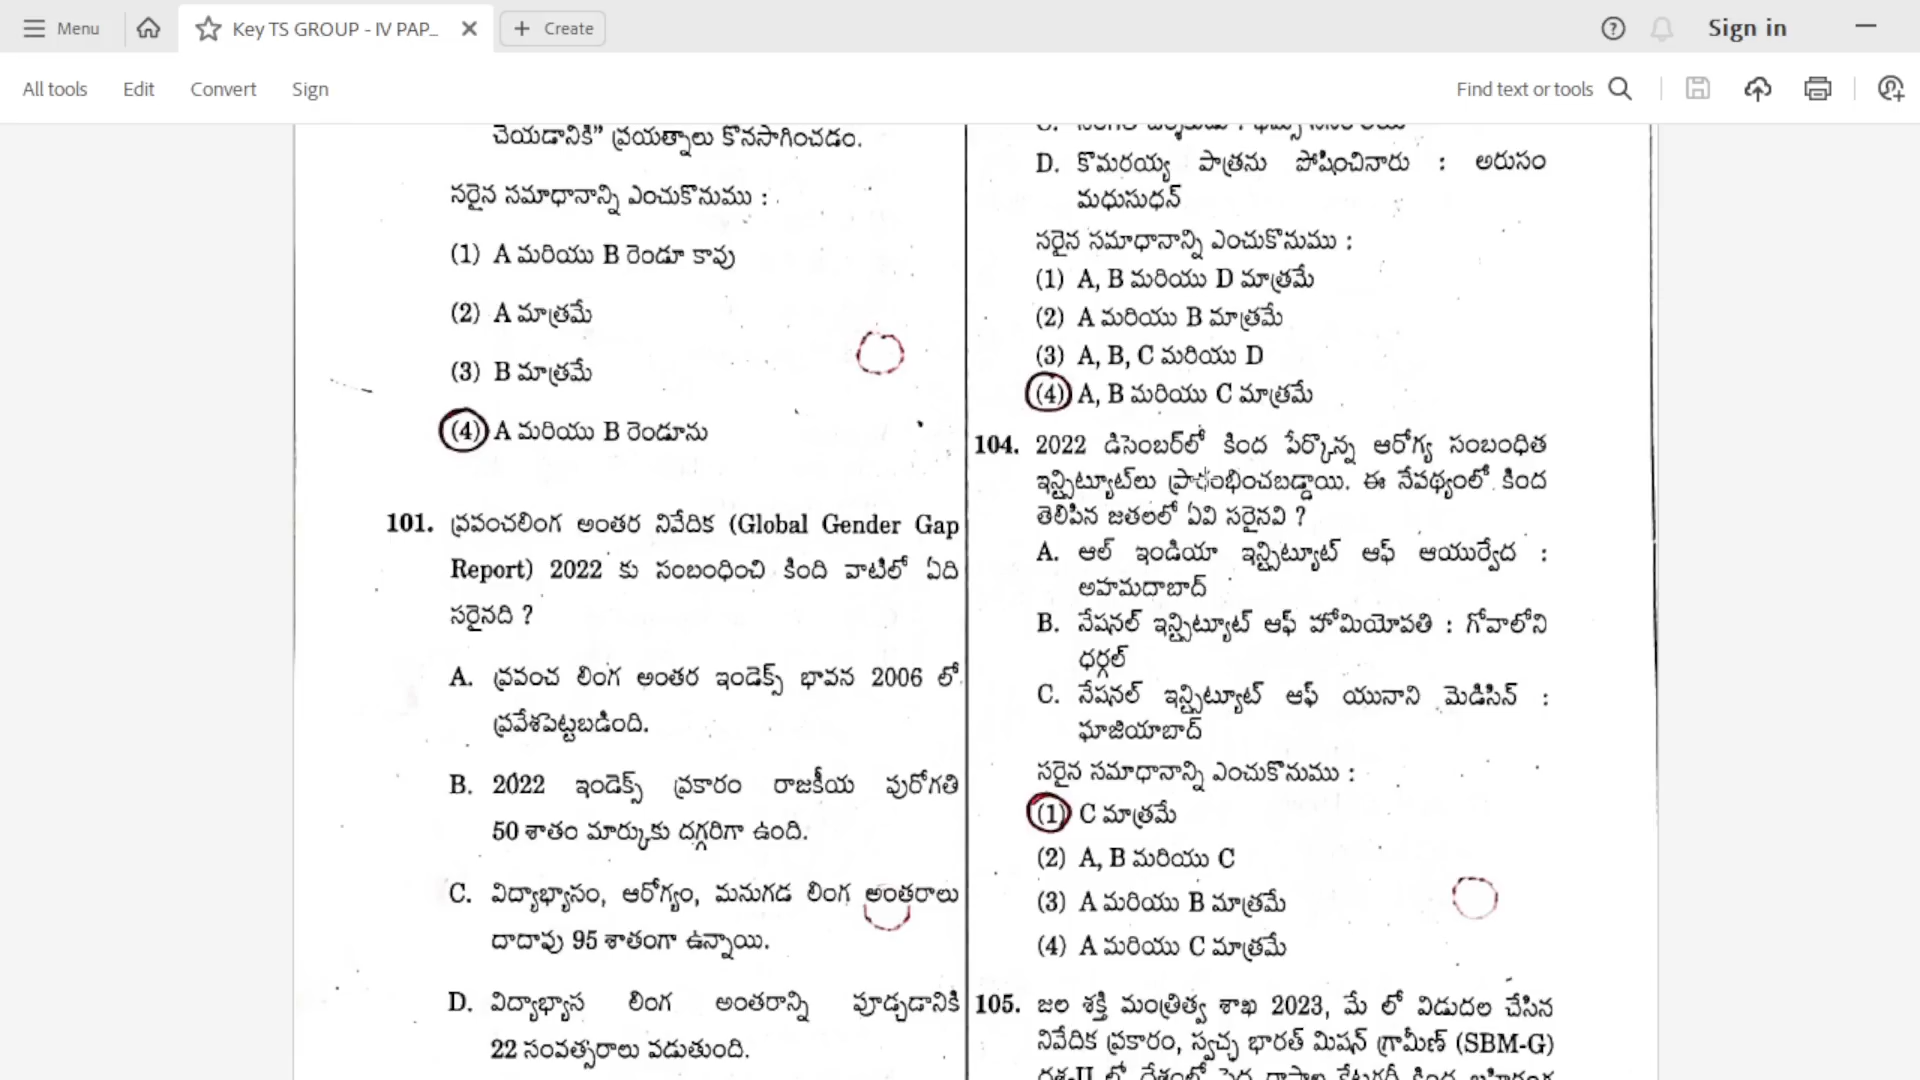 Menu
Key TS GROUP - IV PAP_
Create
Sign in
All tools
Edit
Convert
Sign
Find text or tools
చేయడానికి” ప్రయత్నాలు కొనసాగించడం.
సరైన సమాధానాన్ని ఎంచుకొనుము :
(1) A మరియు B రెండూ కావు
(2) A మాత్రమే
(3) B మాత్రమే
(4) A మరియు B రెండూను
101. ప్రపంచలింగ అంతర నివేదిక (Global Gender Gap
Report) 2022 కు సంబంధించి కింది వాటిలో ఏది
సరైనది ?
A. ప్రపంచ లింగ అంతర ఇండెక్స్ భావన 2006 లో
ప్రవేశపెట్టబడింది.
B. 2022 ఇండెక్స్ ప్రకారం రాజకీయ పురోగతి
50 శాతం మార్కుకు దగ్గరిగా ఉంది.
C. విద్యాభ్యాసం, ఆరోగ్యం, మనుగడ లింగ అంతరాలు
దాదాపు 95 శాతంగా ఉన్నాయి.
D. విద్యాభ్యాస లింగ అంతరాన్ని పూడ్చడానికి
22 సంవత్సరాలు పడుతుంది.
D. కొమరయ్య పాత్రను పోషించినారు : అరుసం
మధుసుధన్
సరైన సమాధానాన్ని ఎంచుకొనుము :
(1) A, B మరియు D మాత్రమే
(2) A మరియు B మాత్రమే
(3) A, B, C మరియు D
(4) A, B మరియు C మాత్రమే
104. 2022 డిసెంబర్‌లో కింద పేర్కొన్న ఆరోగ్య సంబంధిత
ఇన్స్టిట్యూట్‌లు ప్రారంభించబడ్డాయి. ఈ నేపథ్యంలో కింద
తెలిపిన జతలలో ఏవి సరైనవి ?
A. ఆల్ ఇండియా ఇన్స్టిట్యూట్ ఆఫ్ ఆయుర్వేద :
అహమదాబాద్
B. నేషనల్ ఇన్స్టిట్యూట్ ఆఫ్ హోమియోపతి : గోవాలోని
ధర్గల్
C. నేషనల్ ఇన్స్టిట్యూట్ ఆఫ్ యునాని మెడిసిన్ :
ఘాజియాబాద్
సరైన సమాధానాన్ని ఎంచుకొనుము :
(1) C మాత్రమే
(2) A, B మరియు C
(3) A మరియు B మాత్రమే
(4) A మరియు C మాత్రమే
105. జల శక్తి మంత్రిత్వ శాఖ 2023, మే లో విడుదల చేసిన
నివేదిక ప్రకారం, స్వచ్ఛ భారత్ మిషన్ గ్రామీణ్ (SBM-G)